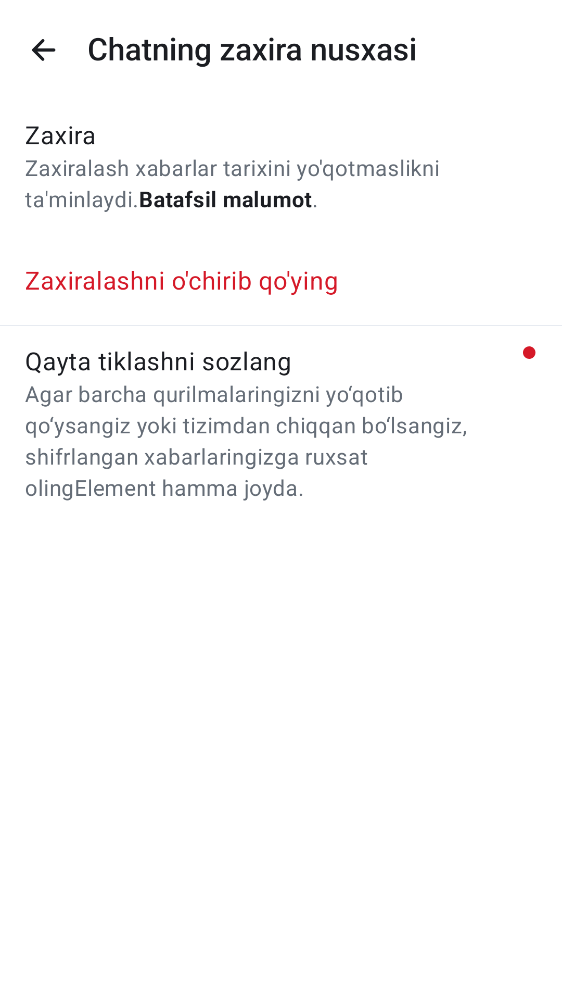 Chatning zaxira nusxasi
Zaxira
Zaxiralash xabarlar tarixini yo'qotmaslikni
ta'minlaydi.Batafsil malumot.
Zaxiralashni o'chirib qo'ying
Qayta tiklashni sozlang
Agar barcha qurilmalaringizni yo‘qotib
qo‘ysangiz yoki tizimdan chiqqan bo‘lsangiz,
shifrlangan xabarlaringizga ruxsat
olingElement hamma joyda.